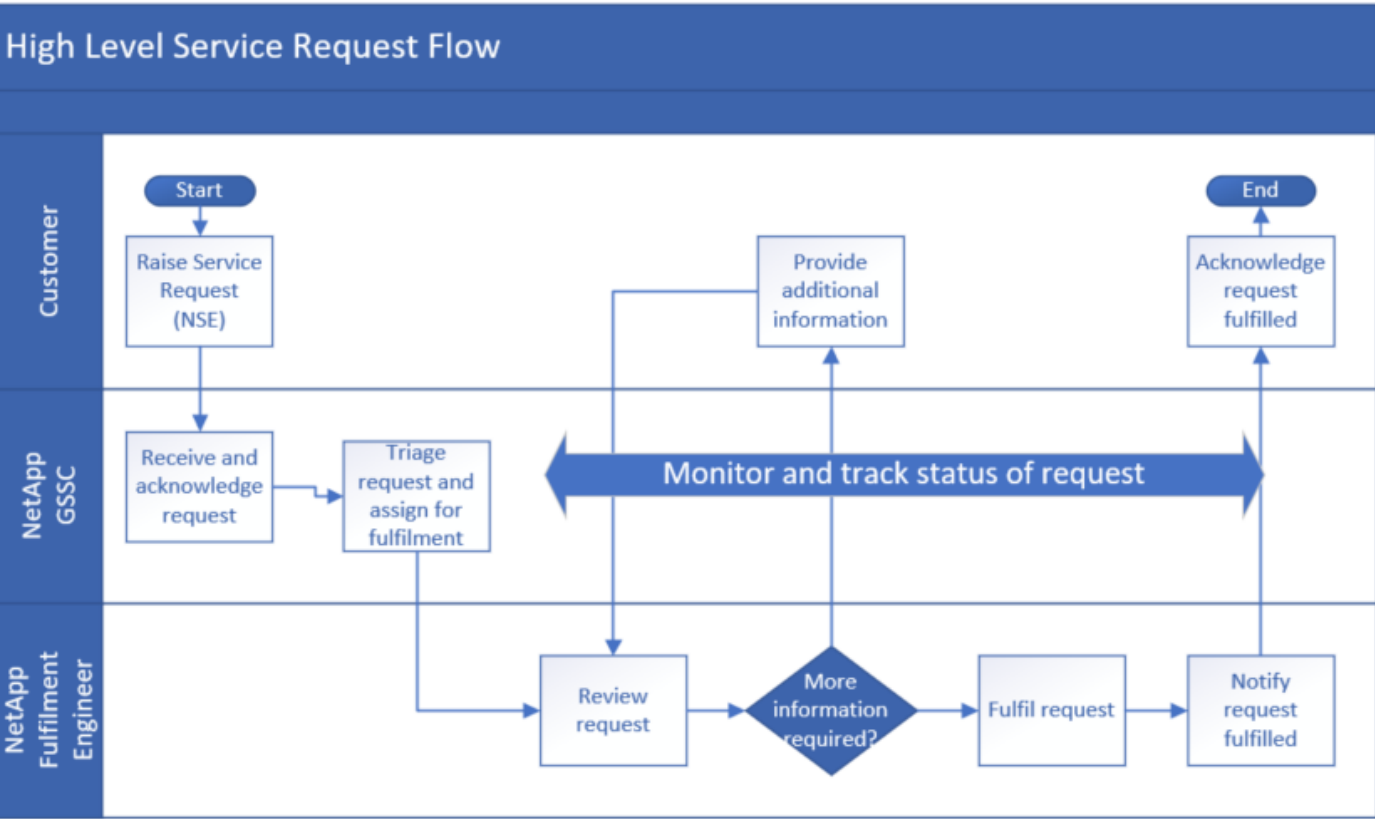 High Level Service Request Flow
Customer
Start
Raise Service
Request
(NSE)
Provide
additional
information
End
Acknowledge
request
fulfilled
NetApp
GSSC
Receive and
acknowledge
request
Triage
request and
assign for
fulfilment
Monitor and track status of request
NetApp
Fulfilment
Engineer
Review
request
More
information
required?
Fulfil request
Notify
request
fulfilled